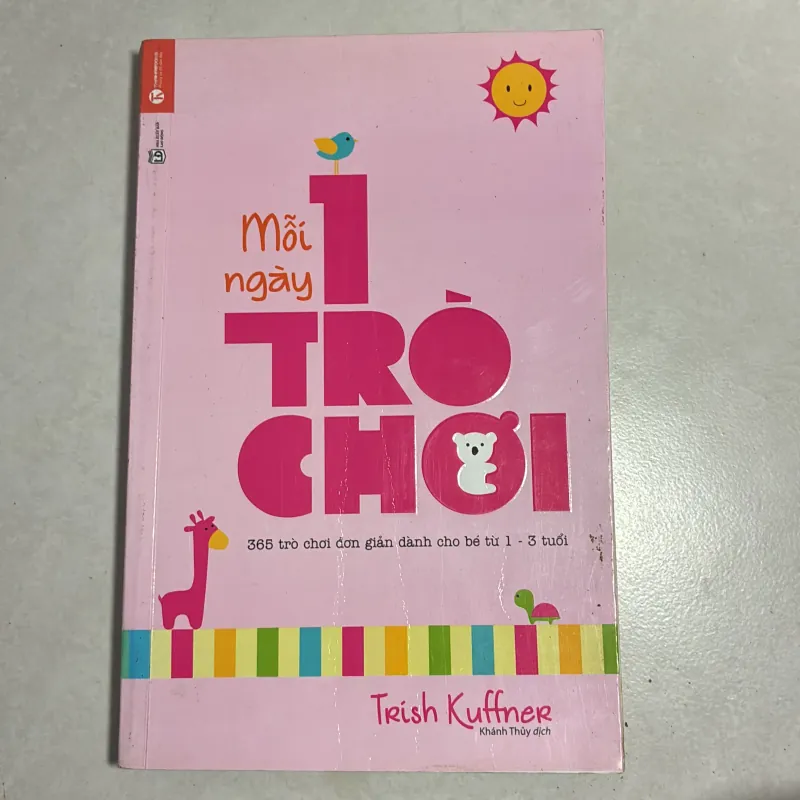 Mỗi
ngày
1
TRÒ
CHƠI
365 trò chơi đơn giản dành cho bé từ 1 - 3 tuổi
Trish Kuffner
Khánh Thủy dịch